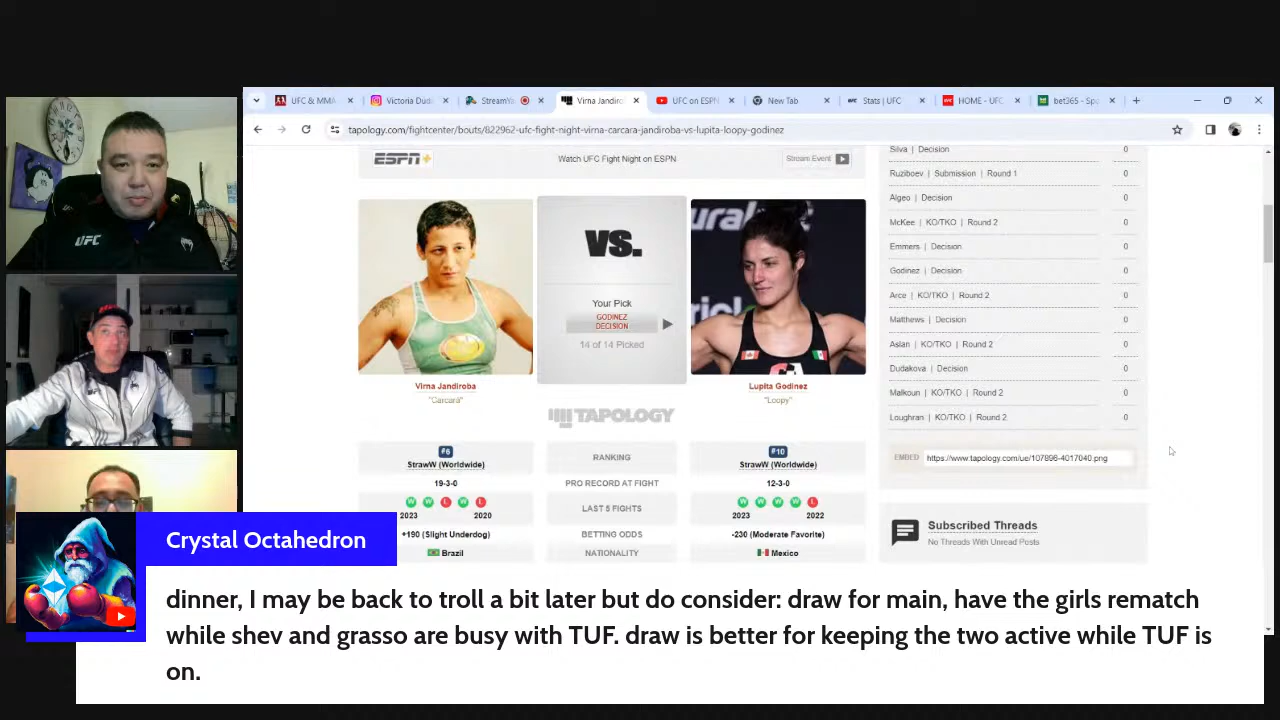 UFC & MMA
Victoria Dud
StreamYa
Virna Jandiro
UFC on ESPN
New Tab
Stats | UFC
HOME - UFC
bet365 - Sp
tapology.com/fightcenter/bouts/822962-ufc-fight-night-virna-carcara-jandiroba-vs-lupita-loopy-godinez
ESPN+
Watch UFC Fight Night on ESPN
Stream Event
VS.
Your Pick
GODINEZ
DECISION
14 of 14 Picked
Virna Jandiroba
"Carcará"
Lupita Godinez
"Loopy"
TAPOLOGY
#6
RANKING
#10
StrawW (Worldwide)
StrawW (Worldwide)
19-3-0
PRO RECORD AT FIGHT
12-3-0
W W L W L
LAST 5 FIGHTS
W W W W L
2023 2020
2023 2022
+190 (Slight Underdog)
BETTING ODDS
-230 (Moderate Favorite)
Brazil
NATIONALITY
Mexico
Silva | Decision 0
Ruziboev | Submission | Round 1 0
Algeo | Decision 0
McKee | KO/TKO | Round 2 0
Emmers | Decision 0
Godinez | Decision 0
Arce | KO/TKO | Round 2 0
Matthews | Decision 0
Aslan | KO/TKO | Round 2 0
Dudakova | Decision 0
Malkoun | KO/TKO | Round 2 0
Loughran | KO/TKO | Round 2 0
EMBED https://www.tapology.com/ue/107896-4017040.png
Subscribed Threads
No Threads With Unread Posts
UFC
Crystal Octahedron
dinner, I may be back to troll a bit later but do consider: draw for main, have the girls rematch
while shev and grasso are busy with TUF. draw is better for keeping the two active while TUF is
on.